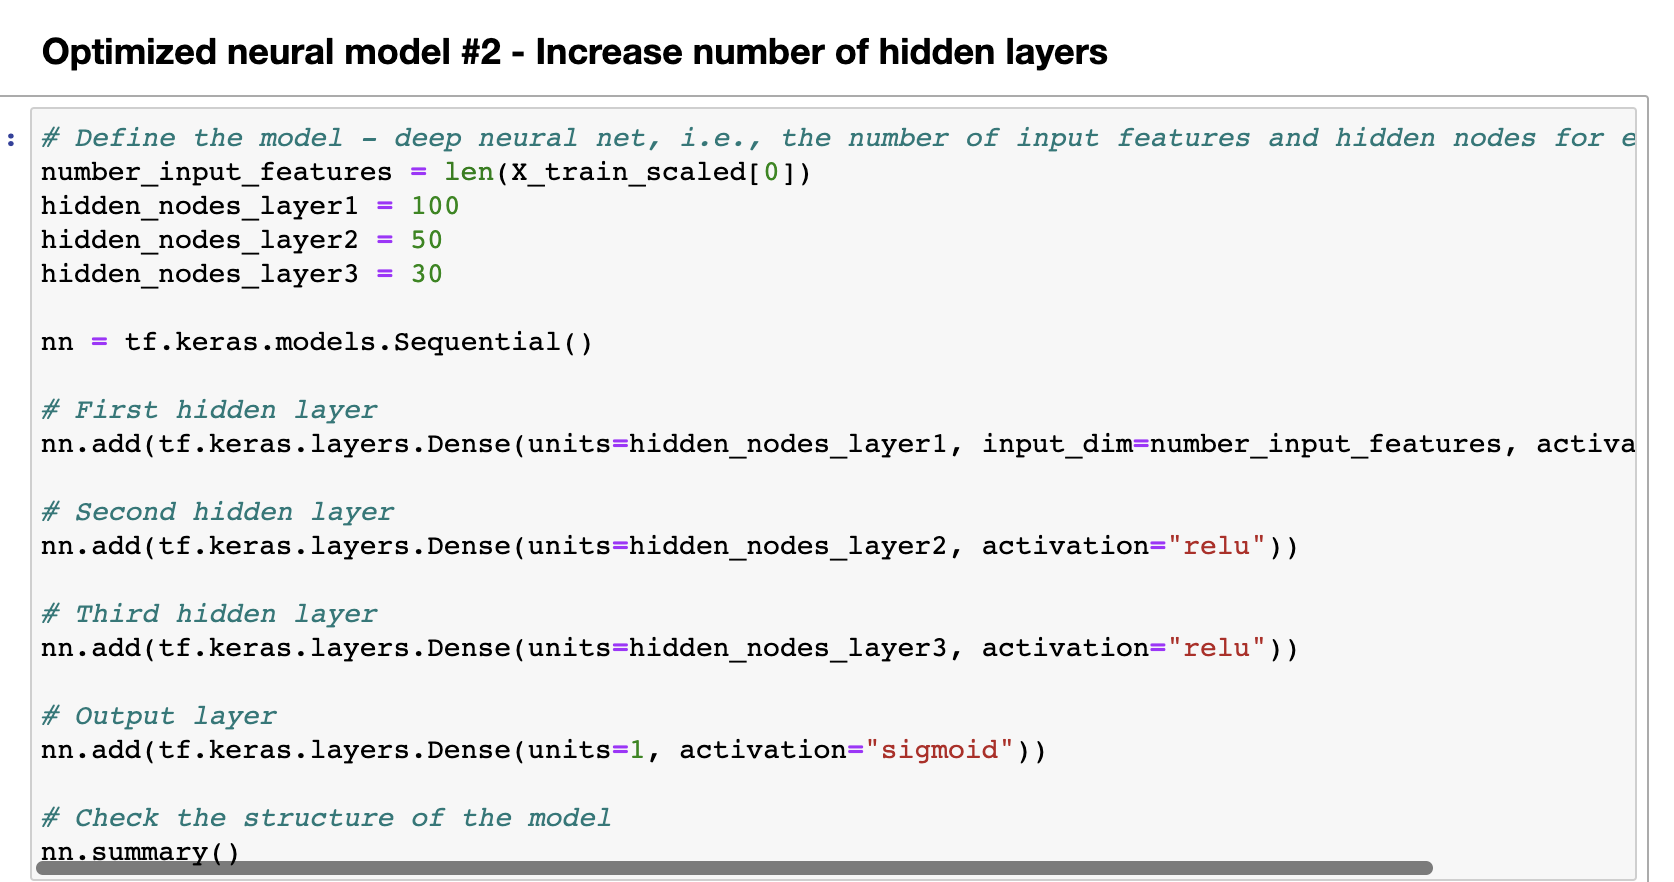 Optimized neural model #2 - Increase number of hidden layers
:
# Define the model - deep neural net, i.e., the number of input features and hidden nodes for e
number_input_features = len(X_train_scaled[0])
hidden_nodes_layer1 = 100
hidden_nodes_layer2 = 50
hidden_nodes_layer3 = 30
nn = tf.keras.models.Sequential()
# First hidden layer
nn.add(tf.keras.layers.Dense(units=hidden_nodes_layer1, input_dim=number_input_features, activa
# Second hidden layer
nn.add(tf.keras.layers.Dense(units=hidden_nodes_layer2, activation="relu"))
# Third hidden layer
nn.add(tf.keras.layers.Dense(units=hidden_nodes_layer3, activation="relu"))
# Output layer
nn.add(tf.keras.layers.Dense(units=1, activation="sigmoid"))
# Check the structure of the model
nn.summary()